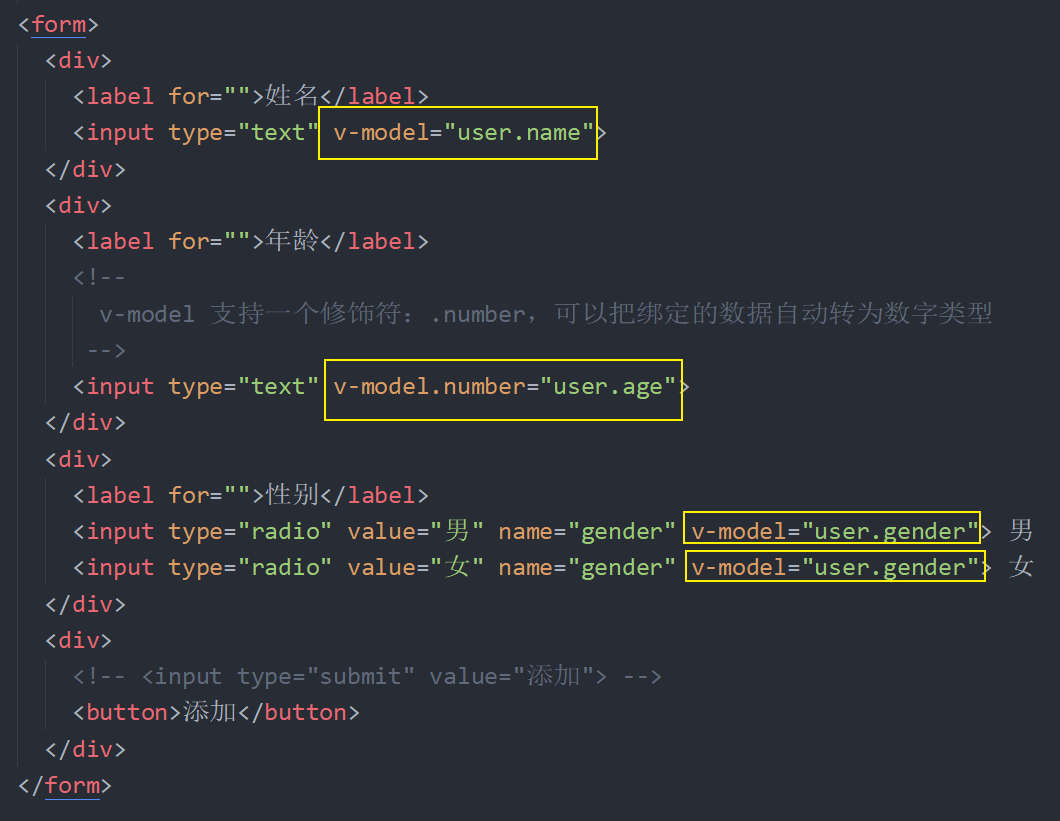 <form>
<div>
<label for="">姓名</label>
<input type="text" v-model="user.name">
</div>
<div>
<label for="">年龄</label>
<!--
v-model 支持一个修饰符：.number，可以把绑定的数据自动转为数字类型
-->
<input type="text" v-model.number="user.age">
</div>
<div>
<label for="">性别</label>
<input type="radio" value="男" name="gender" v-model="user.gender"> 男
<input type="radio" value="女" name="gender" v-model="user.gender"> 女
</div>
<div>
<!-- <input type="submit" value="添加"> -->
<button>添加</button>
</div>
</form>